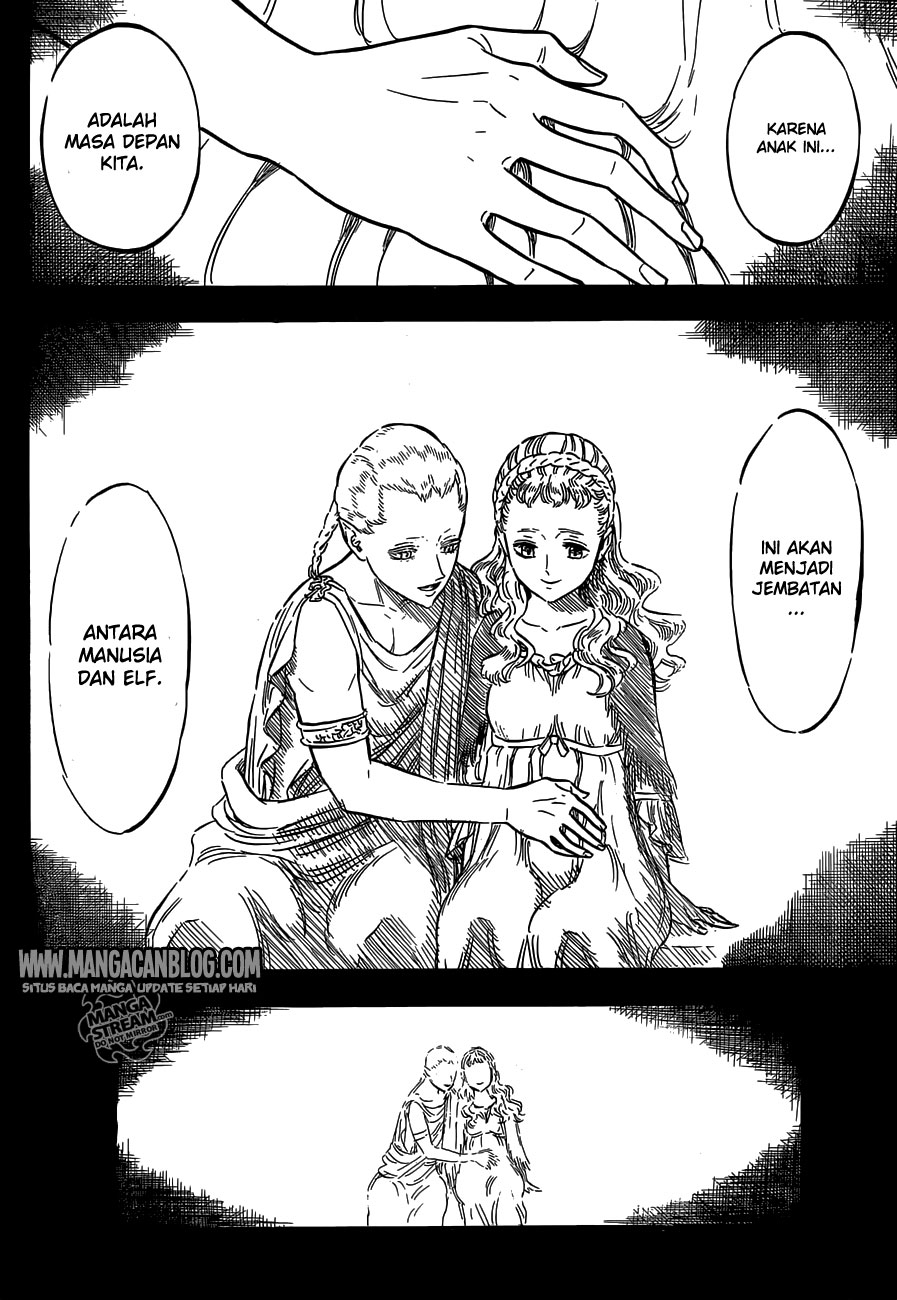 KARENA
ANAK INI...
ADALAH
MASA DEPAN
KITA.
INI AKAN
MENJADI
JEMBATAN
...
ANTARA
MANUSIA
DAN ELF.
WWW.MANGACANBLOG.COM
SITUS BACA MANGA UPDATE SETIAP HARI
MANGA
STREAM.COM
DO NOT MIRROR